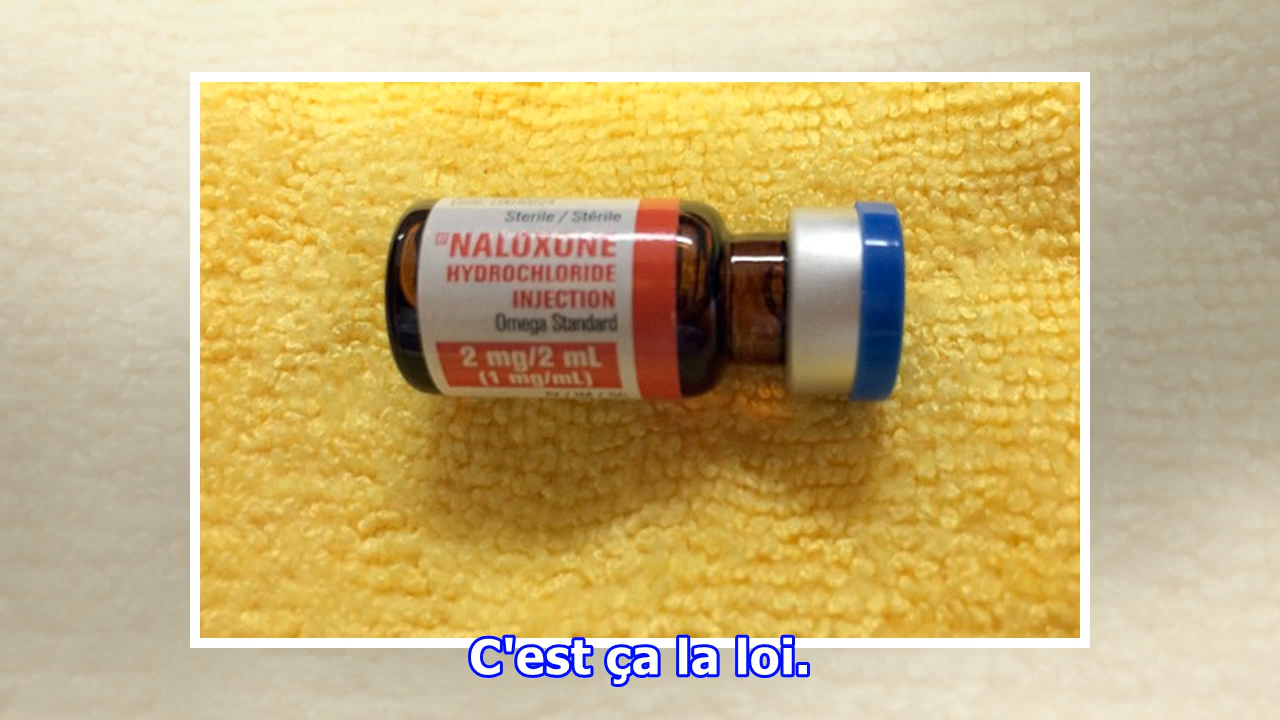 Sterile / Stérile
NALOXONE
HYDROCHLORIDE
INJECTION
Omega Standard
2 mg/2 mL
(1 mg/mL)
C'est ça la loi.